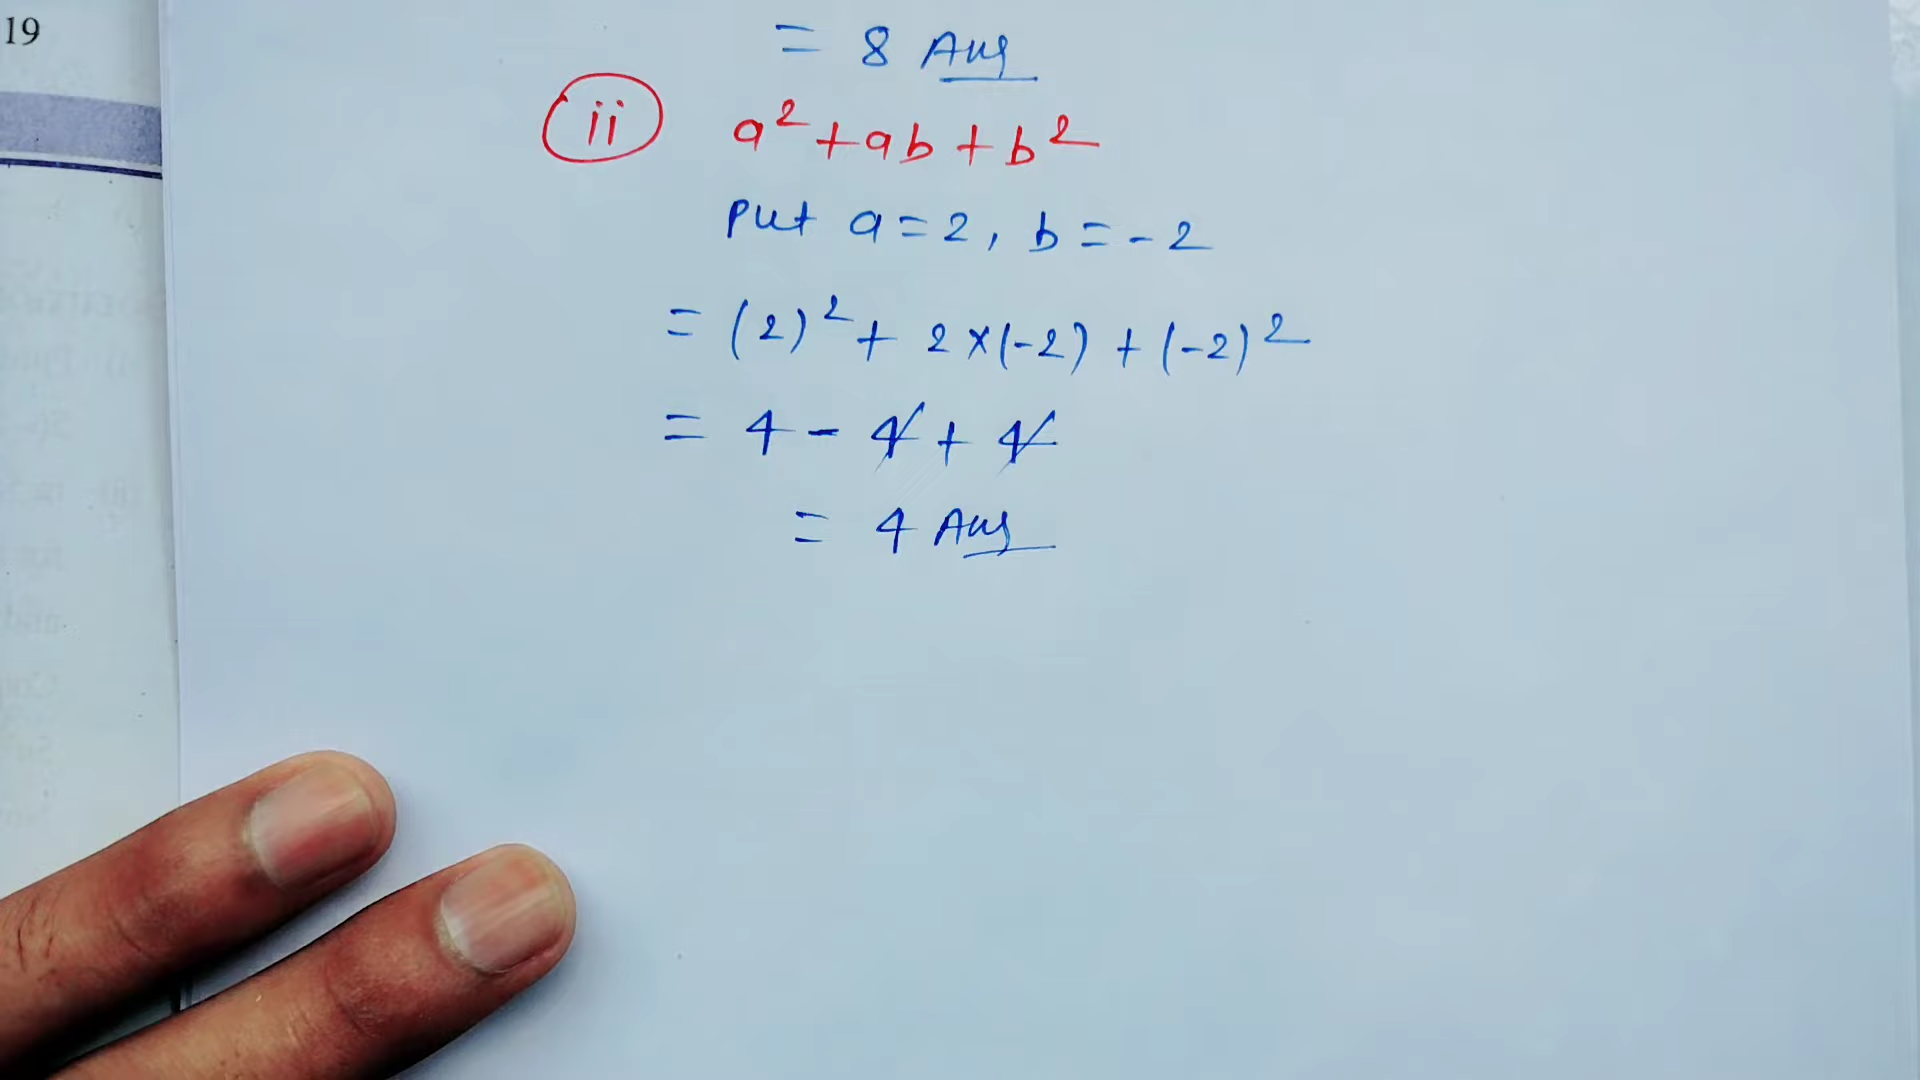 19
= 8 Ans
ii a² + ab + b²
Put a = 2, b = - 2
= (2)² + 2 × (-2) + (-2)²
= 4 - 4 + 4
= 4 Ans